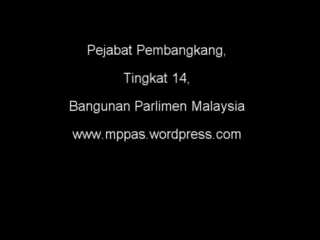 Pejabat Pembangkang,
Tingkat 14,
Bangunan Parlimen Malaysia
www.mppas.wordpress.com